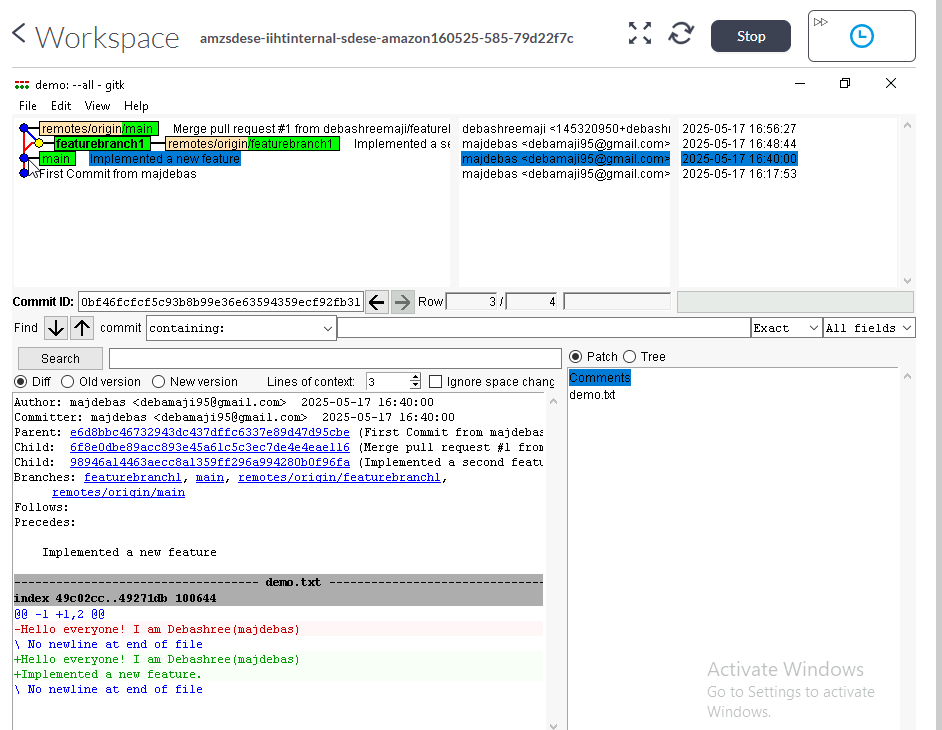 Workspace
amzsdese-iihtinternal-sdese-amazon160525-585-79d22f7c
Stop
demo: --all - gitk
File Edit View Help
remotes/origin/main Merge pull request #1 from debashreemaji/featurel debashreemaji <145320950+debashr 2025-05-17 16:56:27
featurebranch1 remotes/origin/featurebranch1 Implemented a se majdebas <debamaji95@gmail.com> 2025-05-17 16:48:44
main Implemented a new feature majdebas <debamaji95@gmail.com> 2025-05-17 16:40:00
First Commit from majdebas majdebas <debamaji95@gmail.com> 2025-05-17 16:17:53
Commit ID: 0bf46fcfcf5c93b8b99e36e63594359ecf92fb31 Row 3 / 4
Find commit containing: Exact All fields
Search
Patch Tree
Diff Old version New version Lines of context: 3 Ignore space chang
Comments
demo.txt
Author: majdebas <debamaji95@gmail.com> 2025-05-17 16:40:00
Committer: majdebas <debamaji95@gmail.com> 2025-05-17 16:40:00
Parent: e6d8bbc46732943dc437dffc6337e89d47d95cbe (First Commit from majdebas
Child: 6f8e0dbe89acc893e45a61c5c3ec7de4e4eae116 (Merge pull request #1 from
Child: 98946a14463aecc8a1359ff296a994280b0f96fa (Implemented a second featu
Branches: featurebranch1, main, remotes/origin/featurebranch1,
remotes/origin/main
Follows:
Precedes:
Implemented a new feature
demo.txt
index 49c02cc..49271db 100644
@@ -1 +1,2 @@
-Hello everyone! I am Debashree(majdebas)
\ No newline at end of file
+Hello everyone! I am Debashree(majdebas)
+Implemented a new feature.
\ No newline at end of file
Activate Windows
Go to Settings to activate
Windows.